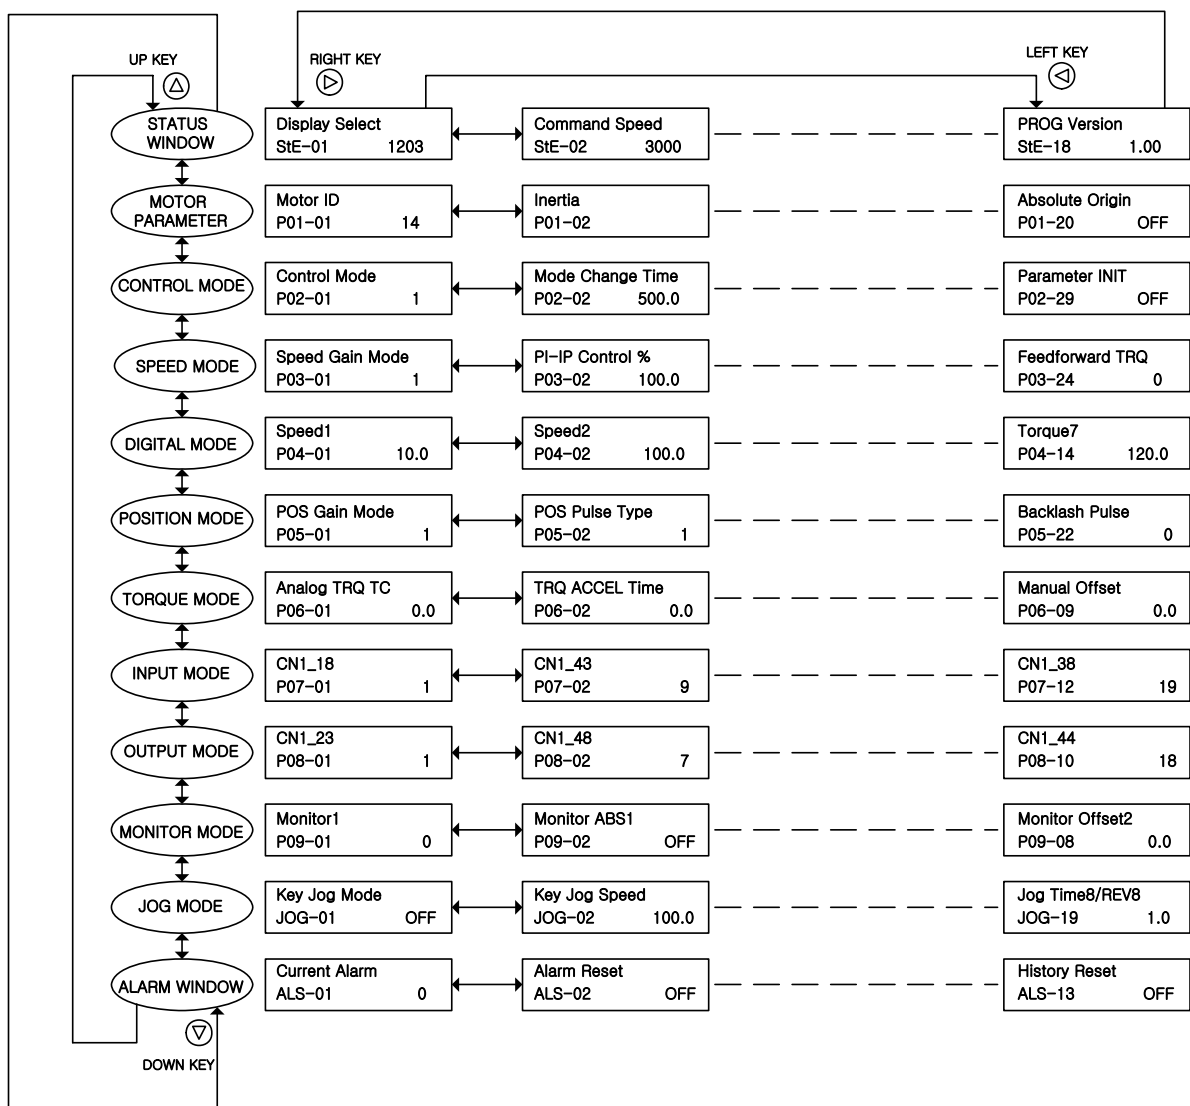 UP KEY
RIGHT KEY
LEFT KEY
STATUS
WINDOW
Display Select
StE-01 1203
Command Speed
StE-02 3000
PROG Version
StE-18 1.00
MOTOR
PARAMETER
Motor ID
P01-01 14
Inertia
P01-02
Absolute Origin
P01-20 OFF
CONTROL MODE
Control Mode
P02-01 1
Mode Change Time
P02-02 500.0
Parameter INIT
P02-29 OFF
SPEED MODE
Speed Gain Mode
P03-01 1
PI-IP Control %
P03-02 100.0
Feedforward TRQ
P03-24 0
DIGITAL MODE
Speed1
P04-01 10.0
Speed2
P04-02 100.0
Torque7
P04-14 120.0
POSITION MODE
POS Gain Mode
P05-01 1
POS Pulse Type
P05-02 1
Backlash Pulse
P05-22 0
TORQUE MODE
Analog TRQ TC
P06-01 0.0
TRQ ACCEL Time
P06-02 0.0
Manual Offset
P06-09 0.0
INPUT MODE
CN1_18
P07-01 1
CN1_43
P07-02 9
CN1_38
P07-12 19
OUTPUT MODE
CN1_23
P08-01 1
CN1_48
P08-02 7
CN1_44
P08-10 18
MONITOR MODE
Monitor1
P09-01 0
Monitor ABS1
P09-02 OFF
Monitor Offset2
P09-08 0.0
JOG MODE
Key Jog Mode
JOG-01 OFF
Key Jog Speed
JOG-02 100.0
Jog Time8/REV8
JOG-19 1.0
ALARM WINDOW
Current Alarm
ALS-01 0
Alarm Reset
ALS-02 OFF
History Reset
ALS-13 OFF
DOWN KEY